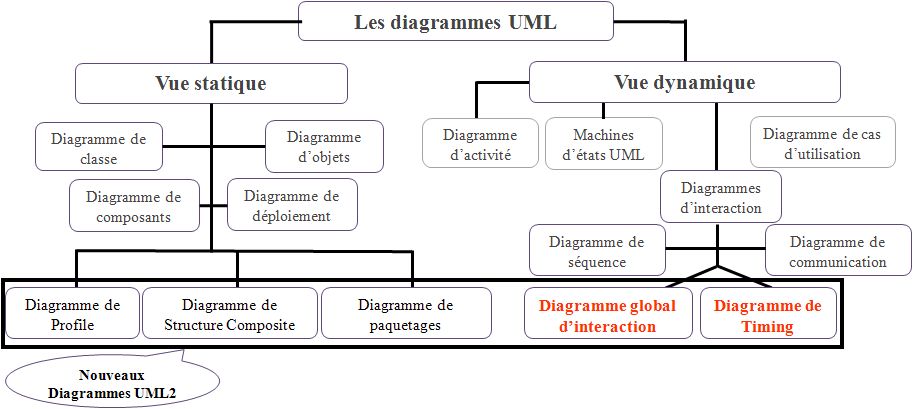 Les diagrammes UML
Vue statique
Vue dynamique
Diagramme de
classe
Diagramme
d'objets
Diagramme
d'activité
Machines
d'états UML
Diagramme de cas
d'utilisation
Diagramme de
composants
Diagramme de
déploiement
Diagrammes
d'interaction
Diagramme de
séquence
Diagramme de
communication
Diagramme de
Profile
Diagramme de
Structure Composite
Diagramme de
paquetages
Diagramme global
d'interaction
Diagramme de
Timing
Nouveaux
Diagrammes UML2